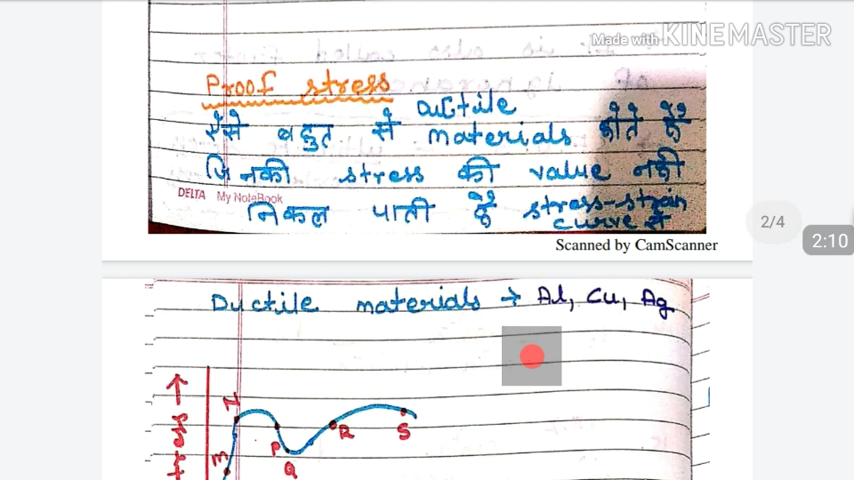 Made with KINEMASTER
Proof stress
ductile
ऐसे बहुत से materials होते हैं
जिनकी stress की value नही
DELTA My NoteBook
निकल पाती है stress-strain
curve से
2/4
2:10
Scanned by CamScanner
Ductile materials → Al, Cu, Ag
I
R
S
P
M
Q